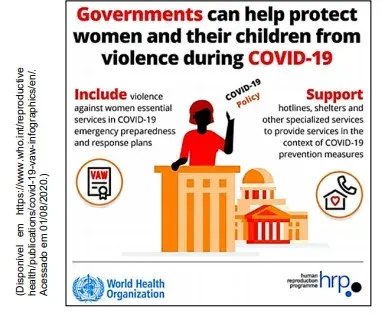 Governments can help protect
women and their children from
violence during COVID-19
Include violence
against women essential
services in COVID-19
emergency preparedness
and response plans
COVID-19
Policy
Support
hotlines, shelters and
other specialized services
to provide services in the
context of COVID-19
prevention measures
VAW
World Health
Organization
human
reproduction
programme
hrp.
(Disponível em https://www.who.int/reproductive
health/publications/covid-19-vaw-infographics/en/.
Acessado em 01/08/2020.)